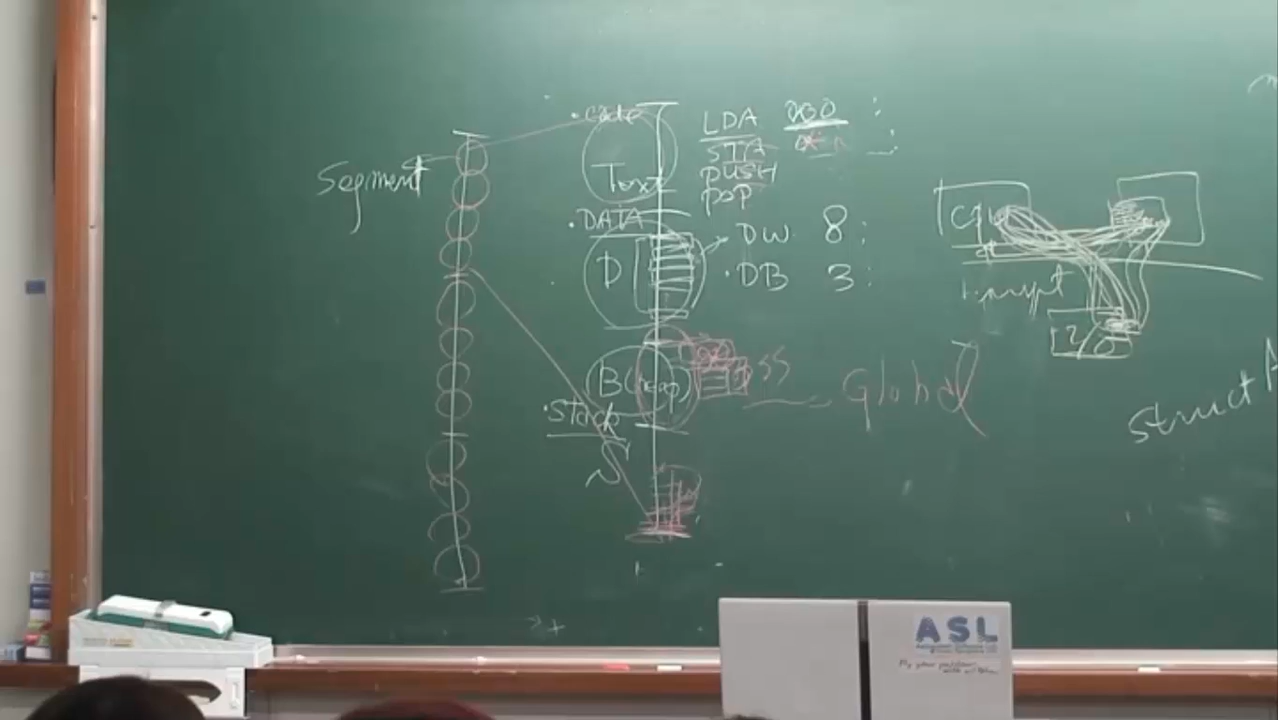 Segment
.code
Text
LDA
STA
PUSH
POP
.DATA
D
DW 8;
.DB 3;
B(heap)
Global
.Stack
S
CPU
I/O
struct A
ASL